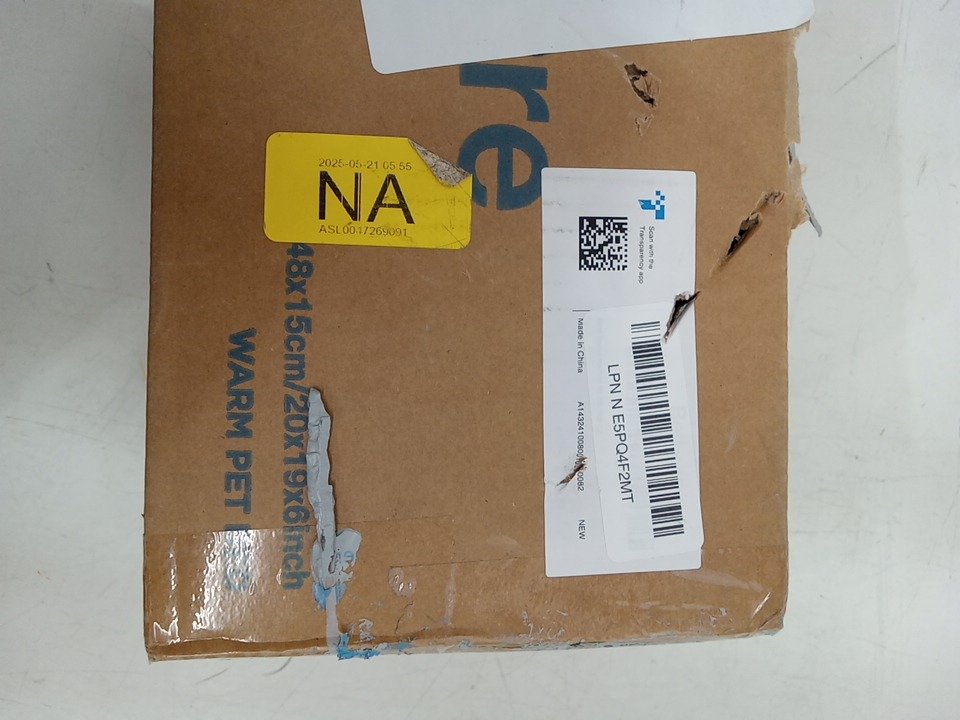 re
2025-05-21 05:55
NA
ASL0047269091
48x15cm/20x19x6inch
WARM PET
Scan with the
Transparency app
Made in China
NEW
LPN N E5PQ4F2MT